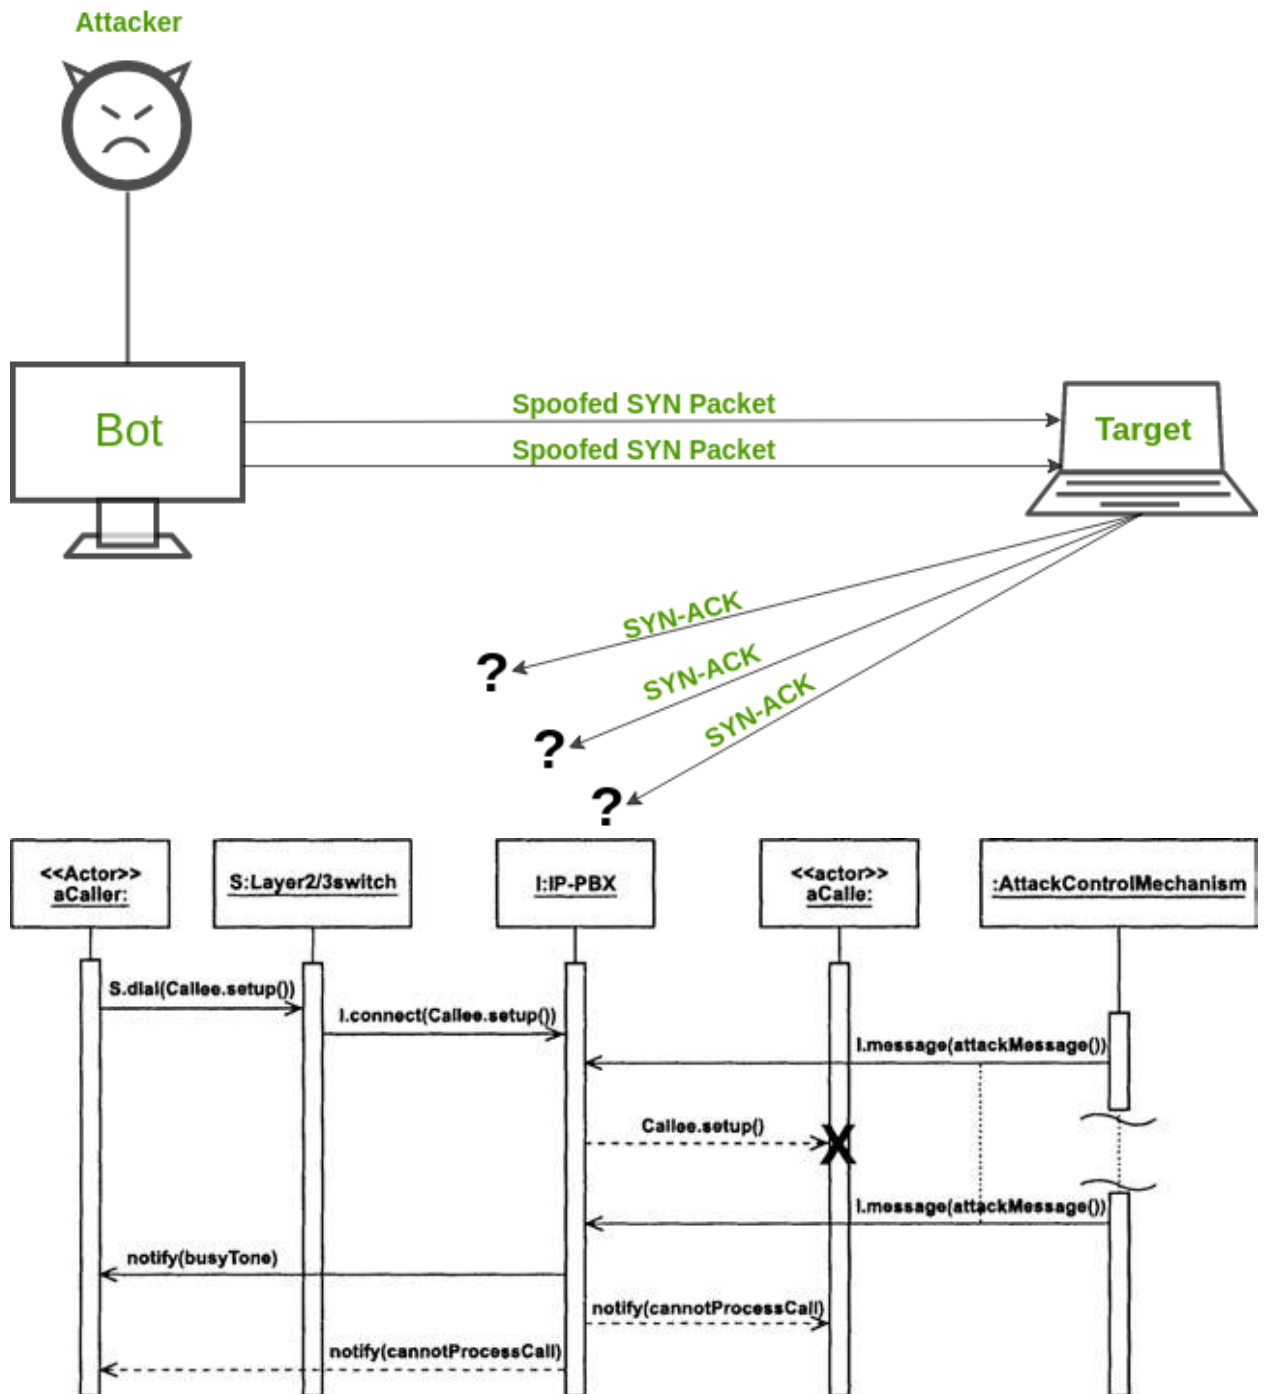 Attacker
Bot
Spoofed SYN Packet
Spoofed SYN Packet
Target
SYN-ACK
?
SYN-ACK
?
SYN-ACK
?
<<Actor>>
aCaller:
S:Layer2/3switch
I:IP-PBX
<<actor>>
aCalle:
:AttackControlMechanism
S.dial(Callee.setup())
I.connect(Callee.setup())
I.message(attackMessage())
Callee.setup()
X
I.message(attackMessage())
notify(busyTone)
notify(cannotProcessCall)
notify(cannotProcessCall)